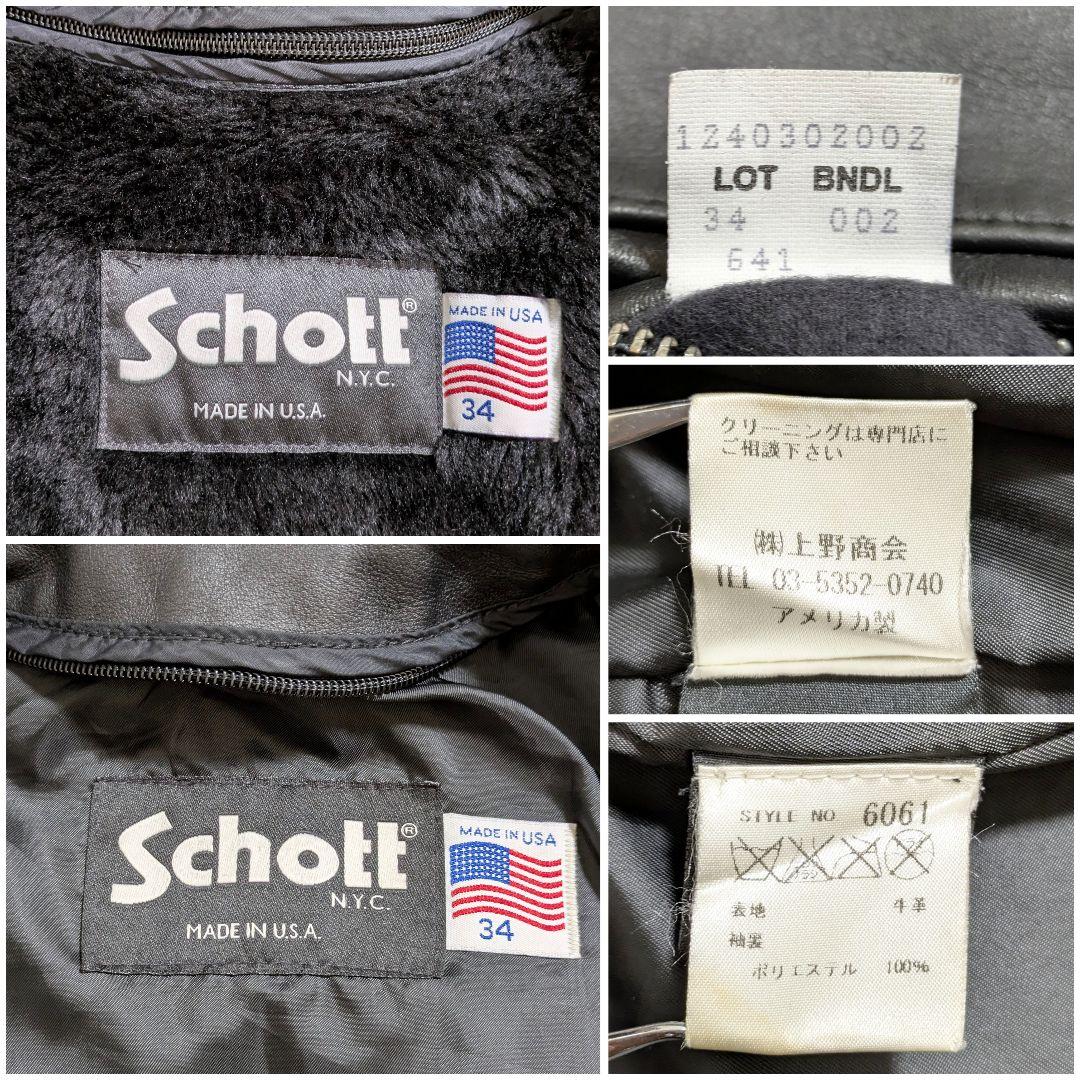 Schott®
N.Y.C.
MADE IN U.S.A.
MADE IN USA
34
1240302002
LOT BNDL
34 002
641
クリーニングは専門店に
ご相談下さい
(株)上野商会
TEL 03-5352-0740
アメリカ製
Schott®
N.Y.C.
MADE IN U.S.A.
MADE IN USA
34
STYLE NO 6061
表地 牛革
袖裏
ポリエステル 100%